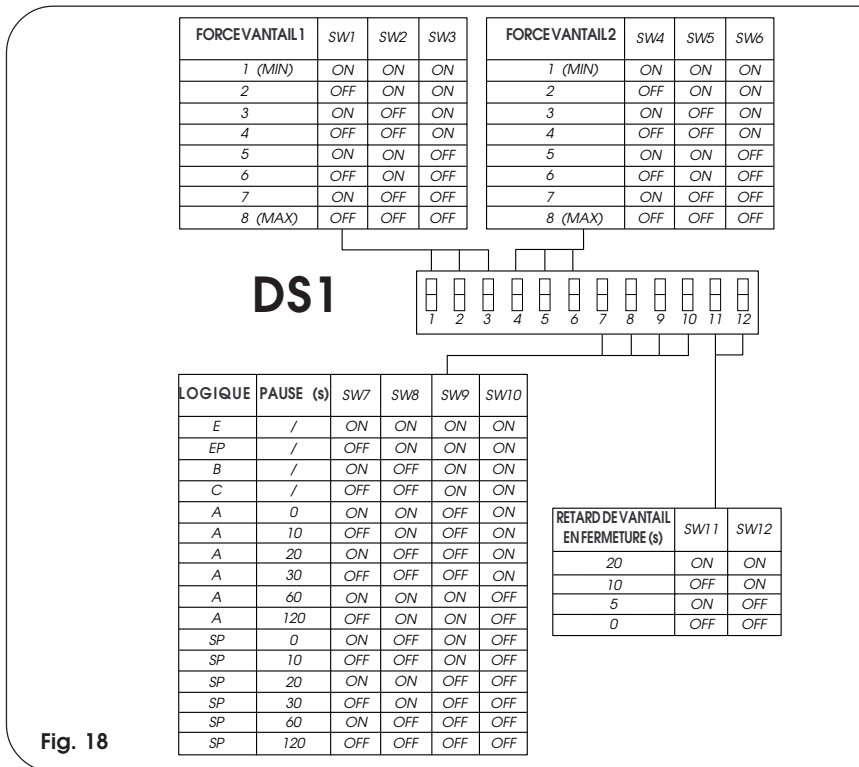 FORCE VANTAIL 1 SW1 SW2 SW3
1 (MIN) ON ON ON
2 OFF ON ON
3 ON OFF ON
4 OFF OFF ON
5 ON ON OFF
6 OFF ON OFF
7 ON OFF OFF
8 (MAX) OFF OFF OFF
FORCE VANTAIL 2 SW4 SW5 SW6
1 (MIN) ON ON ON
2 OFF ON ON
3 ON OFF ON
4 OFF OFF ON
5 ON ON OFF
6 OFF ON OFF
7 ON OFF OFF
8 (MAX) OFF OFF OFF
DS1
1 2 3 4 5 6 7 8 9 10 11 12
LOGIQUE PAUSE (s) SW7 SW8 SW9 SW10
E / ON ON ON ON
EP / OFF ON ON ON
B / ON OFF ON ON
C / OFF OFF ON ON
A 0 ON ON OFF ON
A 10 OFF ON OFF ON
A 20 ON OFF OFF ON
A 30 OFF OFF OFF ON
A 60 ON ON ON OFF
A 120 OFF ON ON OFF
SP 0 ON OFF ON OFF
SP 10 OFF OFF ON OFF
SP 20 ON ON OFF OFF
SP 30 OFF ON OFF OFF
SP 60 ON OFF OFF OFF
SP 120 OFF OFF OFF OFF
RETARD DE VANTAIL
EN FERMETURE (s) SW11 SW12
20 ON ON
10 OFF ON
5 ON OFF
0 OFF OFF
Fig. 18